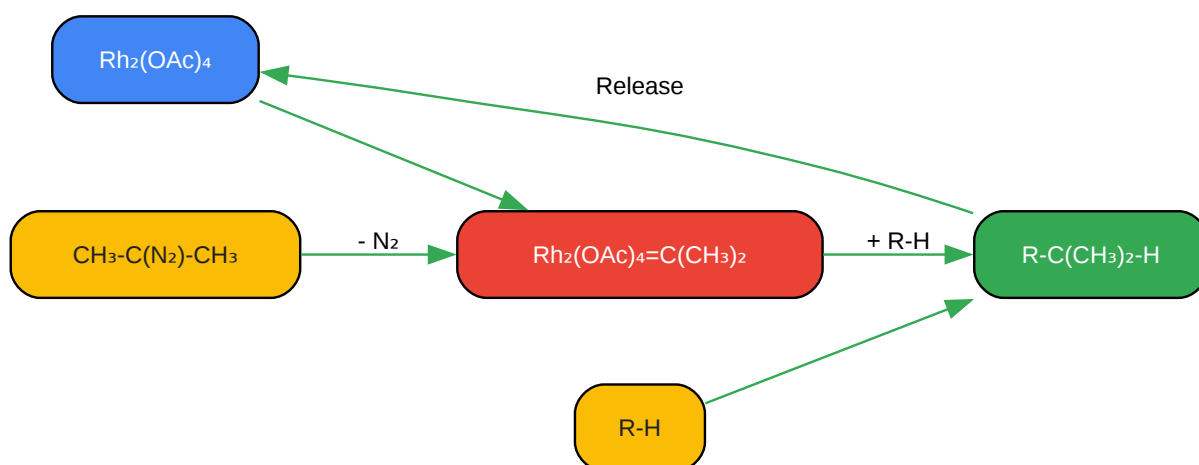 Rh₂(OAc)₄
Release
CH₃-C(N₂)-CH₃
- N₂
Rh₂(OAc)₄=C(CH₃)₂
+ R-H
R-C(CH₃)₂-H
R-H